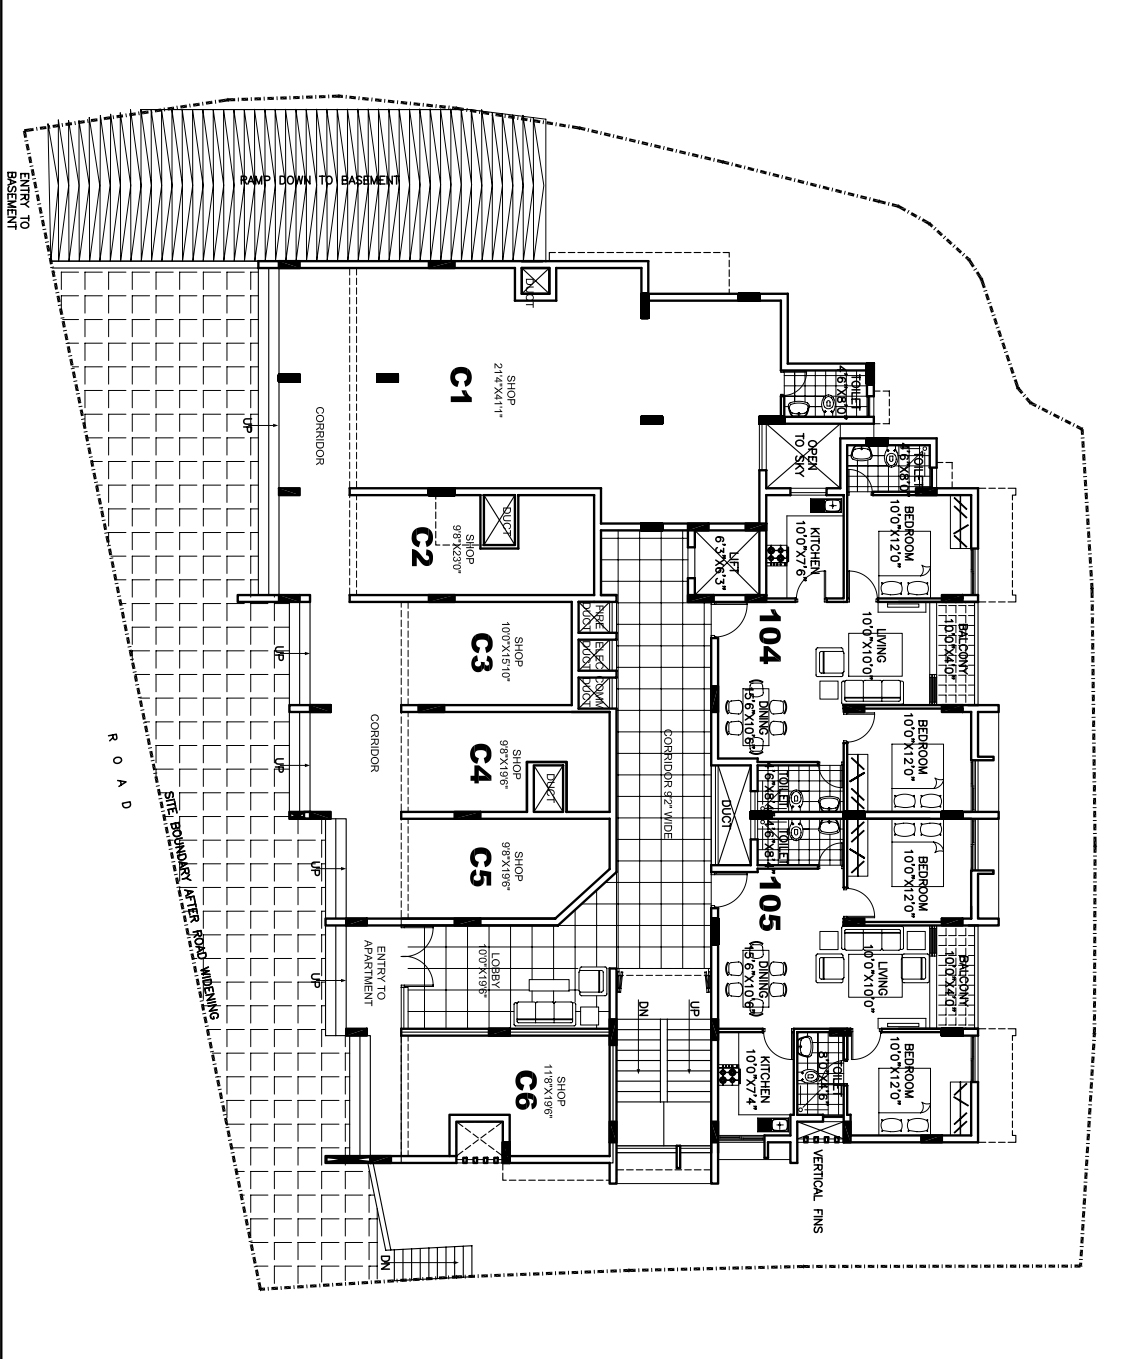 ENTRY TO
BASEMENT
RAMP DOWN TO BASEMENT
DUCT
SHOP
21'4"X41'1"
C1
CORRIDOR
UP
TOILET
4'6"X8'0"
OPEN
TO SKY
TOILET
4'6"X8'0"
BEDROOM
10'0"X12'0"
KITCHEN
10'0"X7'6"
LIFT
6'3"X6'3"
DUCT
SHOP
9'8"X23'0"
C2
FIRE
DUCT
ELEC
DUCT
COMM
DUCT
SHOP
10'0"X15'10"
C3
UP
104
LIVING
10'0"X10'0"
BALCONY
10'0"X4'0"
DINING
15'6"X10'6"
BEDROOM
10'0"X12'0"
TOILET
CORRIDOR 9'2" WIDE
CORRIDOR
SHOP
9'8"X19'6"
C4
DUCT
UP
DUCT
TOILET
BEDROOM
10'0"X12'0"
105
SHOP
9'8"X19'6"
C5
UP
ROAD
SITE BOUNDARY AFTER ROAD WIDENING
LIVING
10'0"X10'0"
BALCONY
10'0"X4'0"
DINING
15'6"X10'6"
LOBBY
10'0"X19'6"
ENTRY TO
APARTMENT
UP
DN
UP
BEDROOM
10'0"X12'0"
TOILET
8'0"X4'6"
KITCHEN
10'0"X7'4"
SHOP
11'8"X19'6"
C6
VERTICAL FINS
DN